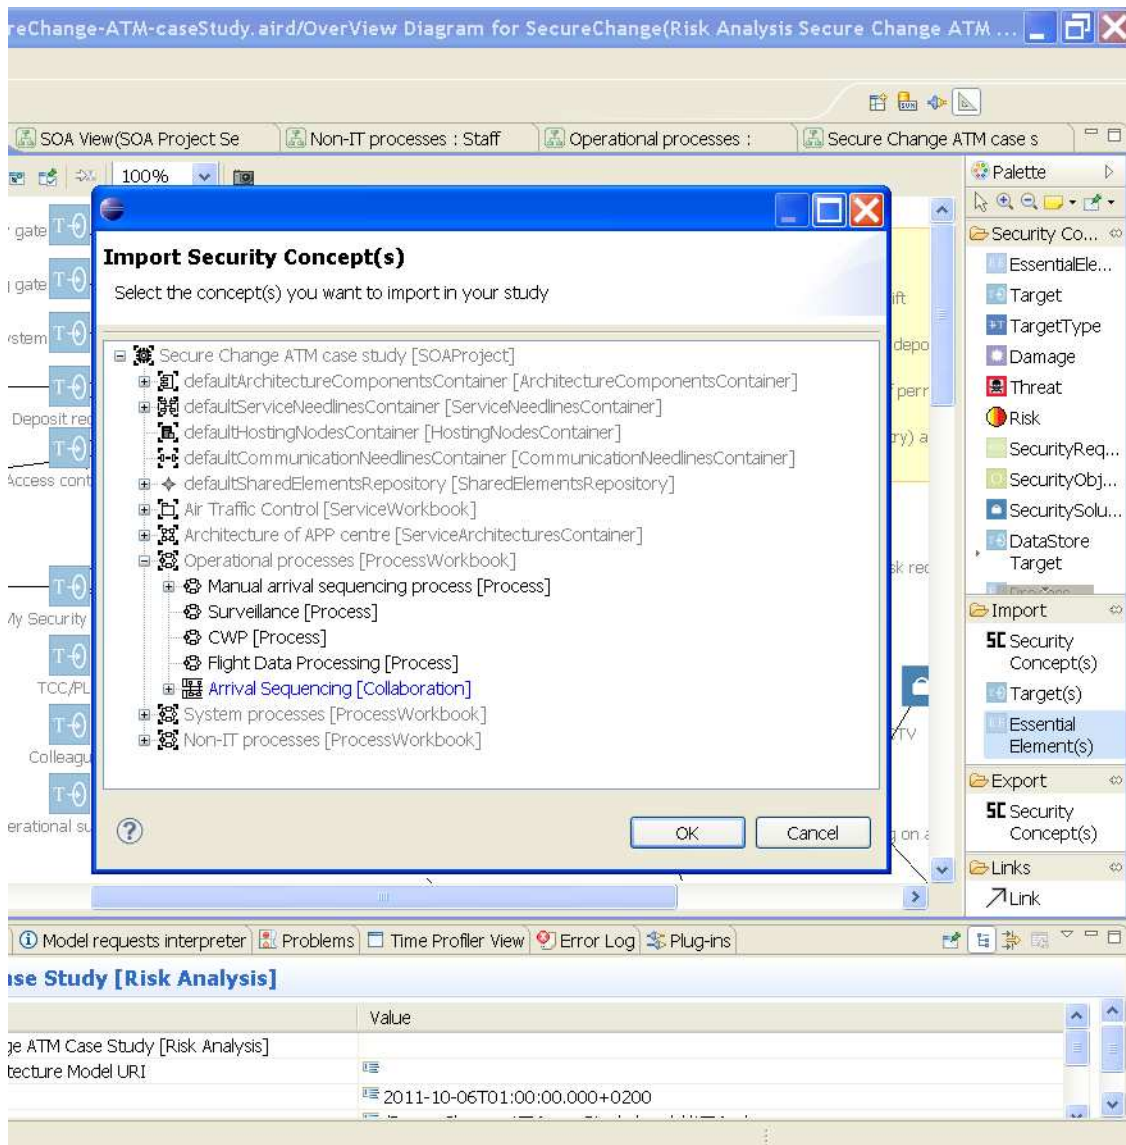 reChange-ATM-caseStudy.aird/OverView Diagram for SecureChange(Risk Analysis Secure Change ATM ...
SOA View(SOA Project Se
Non-IT processes : Staff
Operational processes :
Secure Change ATM case s
100%
gate
gate
ystem
Deposit req
Access cont
My Security
TCC/PL
Colleagu
erational su
Import Security Concept(s)
Select the concept(s) you want to import in your study
Secure Change ATM case study [SOAProject]
defaultArchitectureComponentsContainer [ArchitectureComponentsContainer]
defaultServiceNeedlinesContainer [ServiceNeedlinesContainer]
defaultHostingNodesContainer [HostingNodesContainer]
defaultCommunicationNeedlinesContainer [CommunicationNeedlinesContainer]
defaultSharedElementsRepository [SharedElementsRepository]
Air Traffic Control [ServiceWorkbook]
Architecture of APP centre [ServiceArchitecturesContainer]
Operational processes [ProcessWorkbook]
Manual arrival sequencing process [Process]
Surveillance [Process]
CWP [Process]
Flight Data Processing [Process]
Arrival Sequencing [Collaboration]
System processes [ProcessWorkbook]
Non-IT processes [ProcessWorkbook]
OK
Cancel
ift
depo
perr
ry) a
sk req
TV
g on a
Palette
Security Co...
EssentialEle...
Target
TargetType
Damage
Threat
Risk
SecurityReq...
SecurityObj...
SecuritySolu...
DataStore
Target
Import
SC Security
Concept(s)
Target(s)
Essential
Element(s)
Export
SC Security
Concept(s)
Links
Link
Model requests interpreter
Problems
Time Profiler View
Error Log
Plug-ins
ase Study [Risk Analysis]
Value
ge ATM Case Study [Risk Analysis]
tecture Model URI
2011-10-06T01:00:00.000+0200